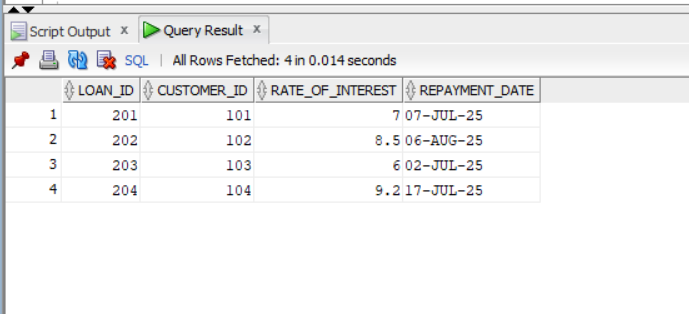 Script Output x Query Result x
SQL | All Rows Fetched: 4 in 0.014 seconds
LOAN_ID CUSTOMER_ID RATE_OF_INTEREST REPAYMENT_DATE
1 201 101 7 07-JUL-25
2 202 102 8.5 06-AUG-25
3 203 103 6 02-JUL-25
4 204 104 9.2 17-JUL-25